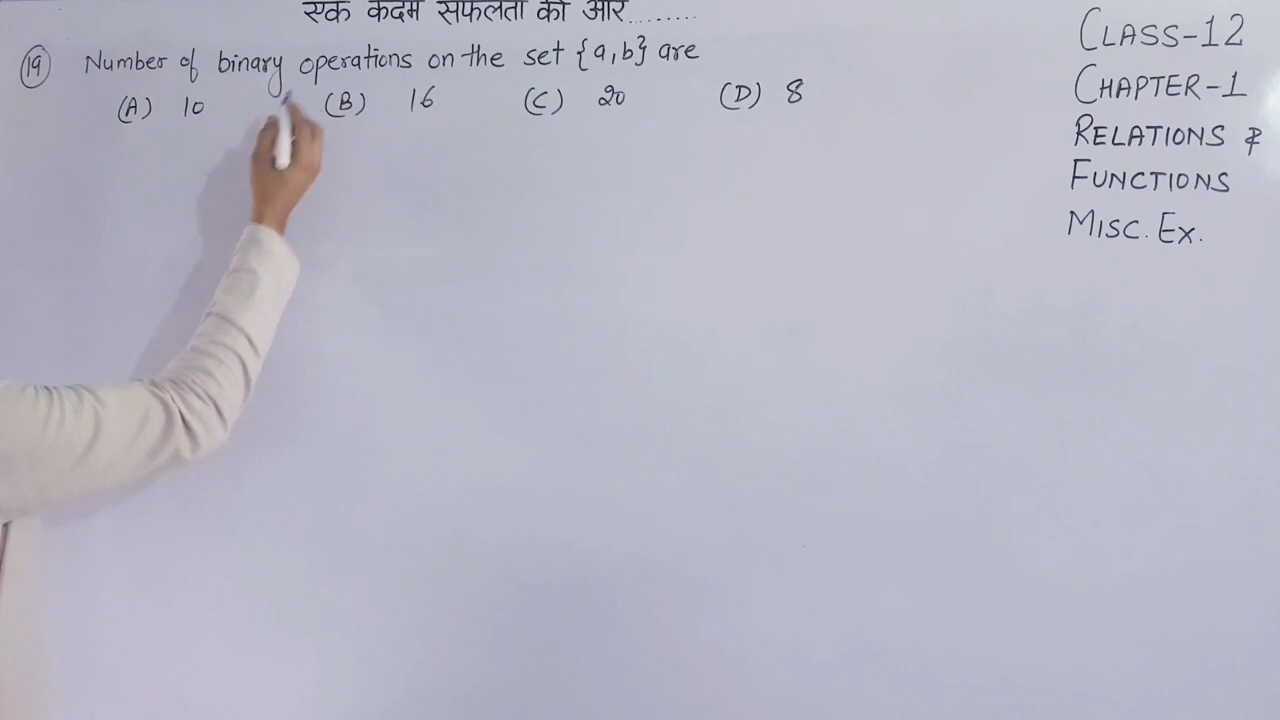 एक कदम सफलता की ओर.........
(19) Number of binary operations on the set {a,b} are
(A) 10 (B) 16 (C) 20 (D) 8
CLASS-12
CHAPTER-1
RELATIONS &
FUNCTIONS
MISC. EX.